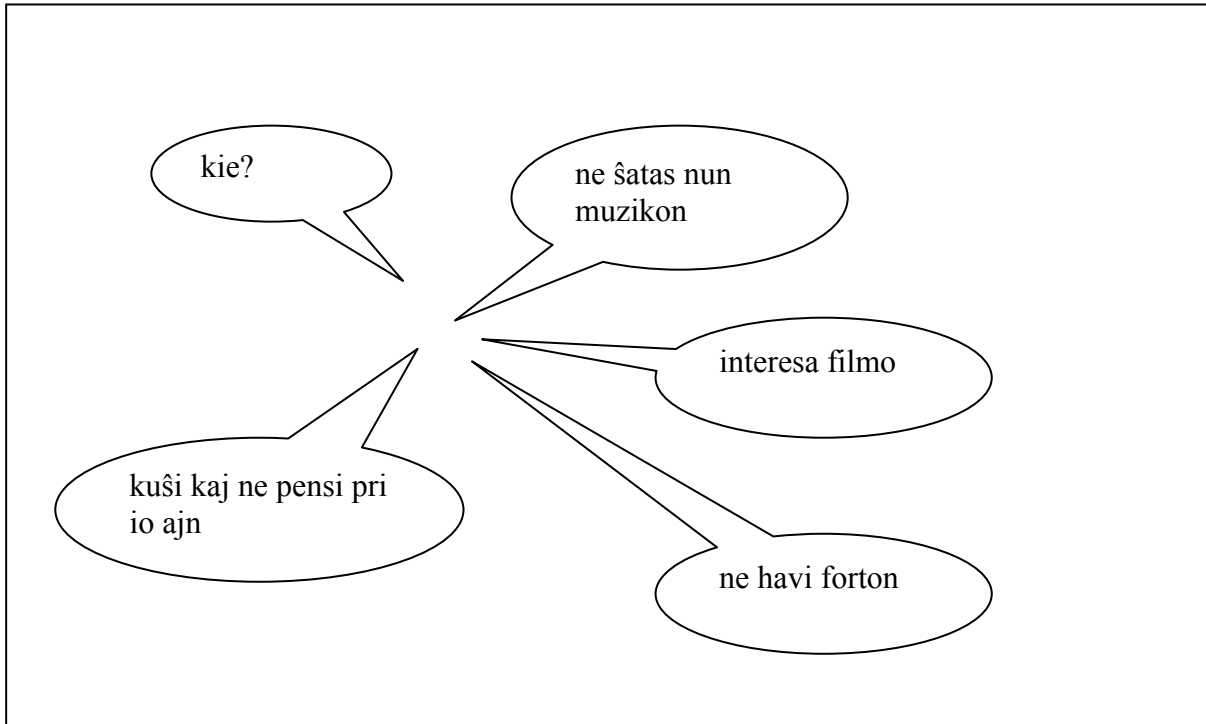 kie?
ne ŝatas nun
muzikon
interesa filmo
kuŝi kaj ne pensi pri
io ajn
ne havi forton